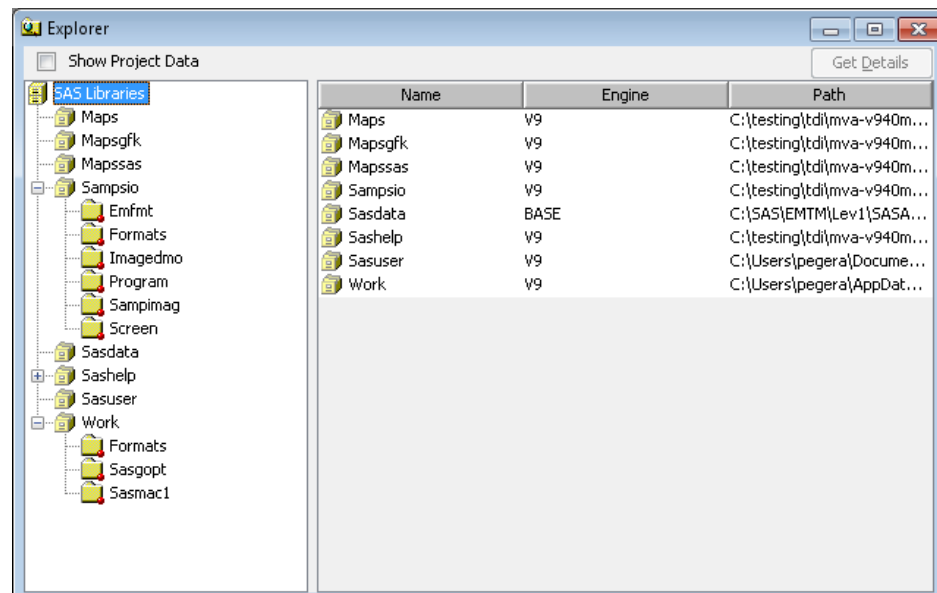 Explorer
Show Project Data
Get Details
SAS Libraries
Maps
Mapsgfk
Mapssas
Sampsio
Emfmt
Formats
Imagedmo
Program
Sampimag
Screen
Sasdata
Sashelp
Sasuser
Work
Formats
Sasgopt
Sasmac1
Name Engine Path
Maps V9 C:\testing\tdi\mva-v940m...
Mapsgfk V9 C:\testing\tdi\mva-v940m...
Mapssas V9 C:\testing\tdi\mva-v940m...
Sampsio V9 C:\testing\tdi\mva-v940m...
Sasdata BASE C:\SAS\EMTM\Lev1\SASA...
Sashelp V9 C:\testing\tdi\mva-v940m...
Sasuser V9 C:\Users\pegera\Docume...
Work V9 C:\Users\pegera\AppDat...